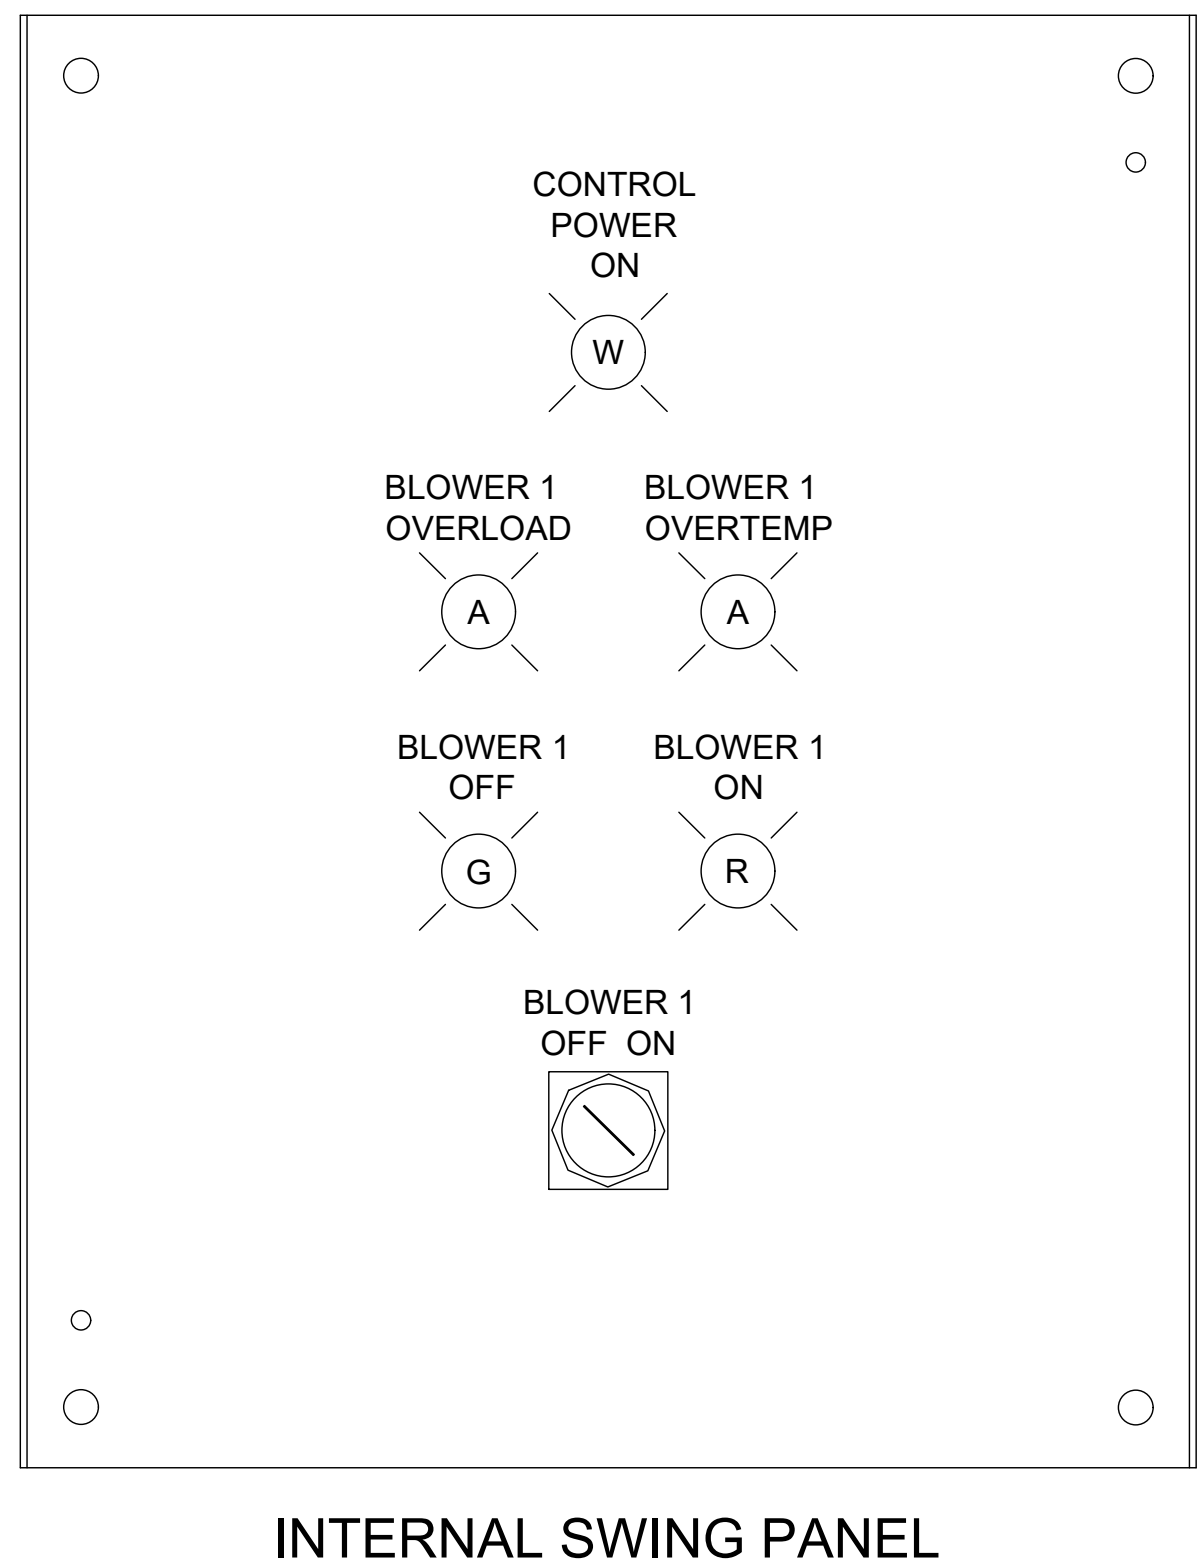 CONTROL
POWER
ON
W
BLOWER 1
OVERLOAD
A
BLOWER 1
OVERTEMP
A
BLOWER 1
OFF
G
BLOWER 1
ON
R
BLOWER 1
OFF ON
INTERNAL SWING PANEL